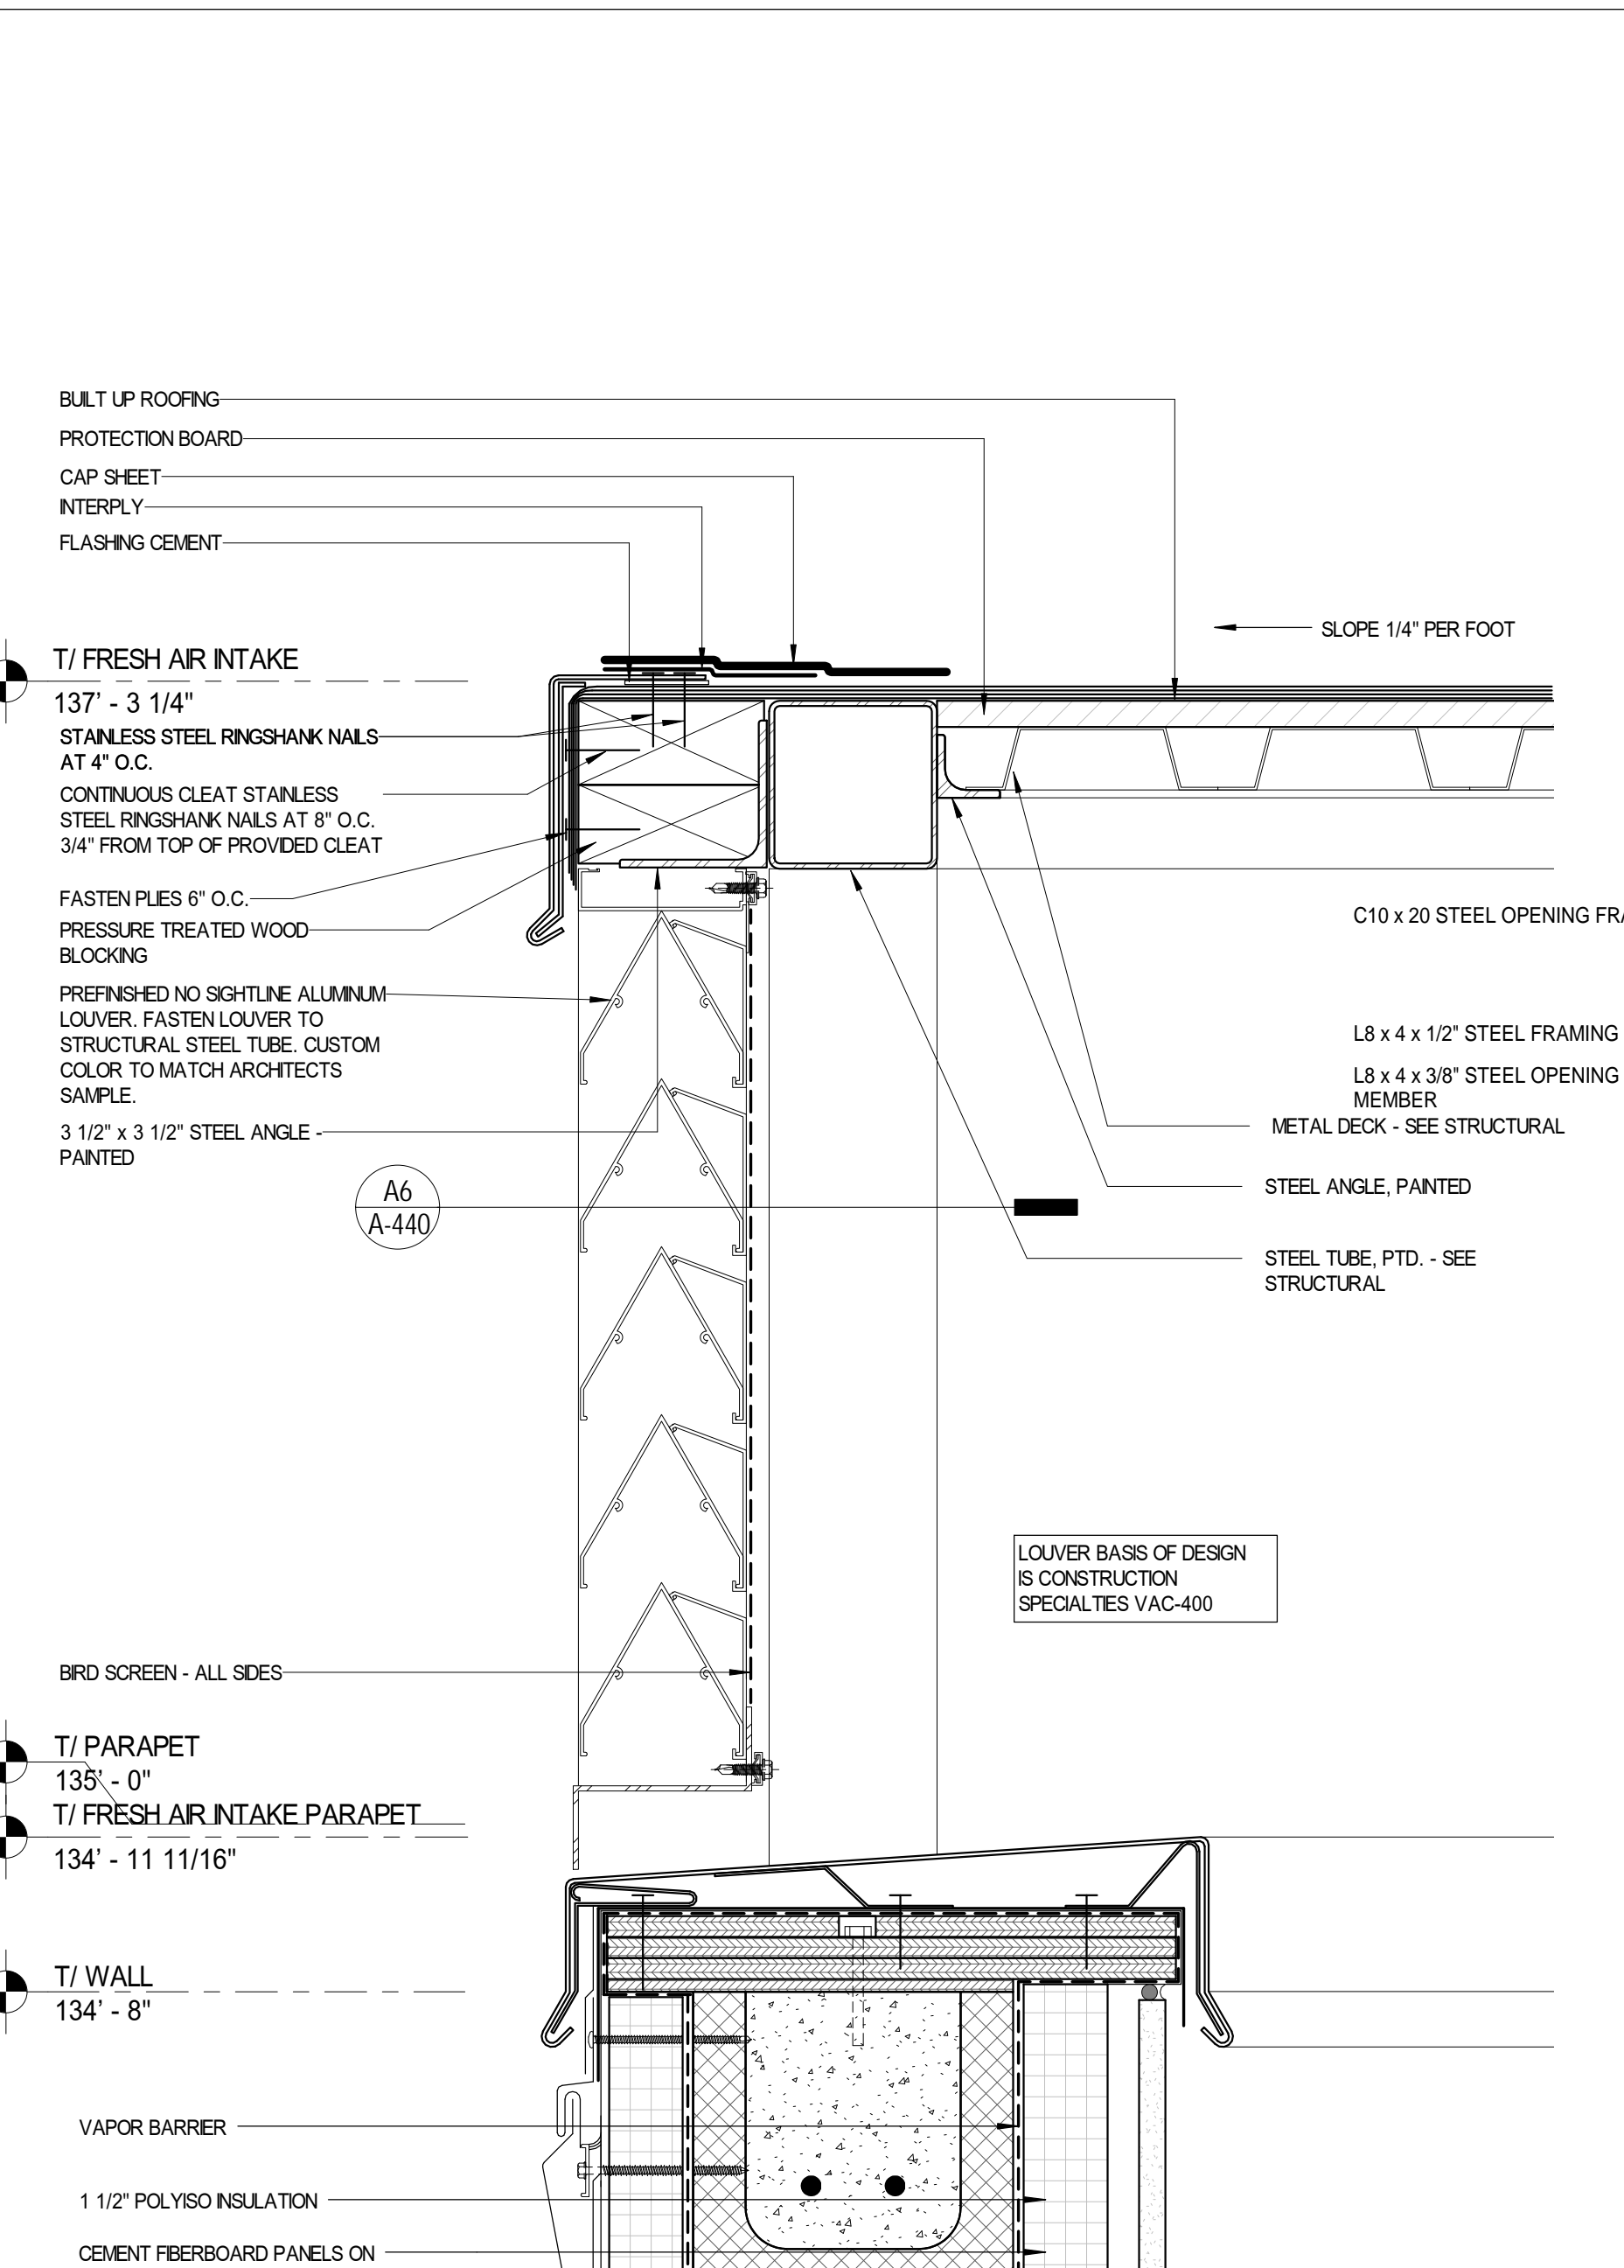 BUILT UP ROOFING
PROTECTION BOARD
CAP SHEET
INTERPLY
FLASHING CEMENT
SLOPE 1/4" PER FOOT
T/ FRESH AIR INTAKE
137' - 3 1/4"
STAINLESS STEEL RINGSHANK NAILS
AT 4" O.C.
CONTINUOUS CLEAT STAINLESS
STEEL RINGSHANK NAILS AT 8" O.C.
3/4" FROM TOP OF PROVIDED CLEAT
FASTEN PLIES 6" O.C.
PRESSURE TREATED WOOD
BLOCKING
PREFINISHED NO SIGHTLINE ALUMINUM
LOUVER. FASTEN LOUVER TO
STRUCTURAL STEEL TUBE. CUSTOM
COLOR TO MATCH ARCHITECTS
SAMPLE.
3 1/2" x 3 1/2" STEEL ANGLE -
PAINTED
A6
A-440
C10 x 20 STEEL OPENING
L8 x 4 x 1/2" STEEL FRAMING
L8 x 4 x 3/8" STEEL OPENING
MEMBER
METAL DECK - SEE STRUCTURAL
STEEL ANGLE, PAINTED
STEEL TUBE, PTD. - SEE
STRUCTURAL
LOUVER BASIS OF DESIGN
IS CONSTRUCTION
SPECIALTIES VAC-400
BIRD SCREEN - ALL SIDES
T/ PARAPET
135' - 0"
T/ FRESH AIR INTAKE PARAPET
134' - 11 11/16"
T/ WALL
134' - 8"
VAPOR BARRIER
1 1/2" POLYISO INSULATION
CEMENT FIBERBOARD PANELS ON